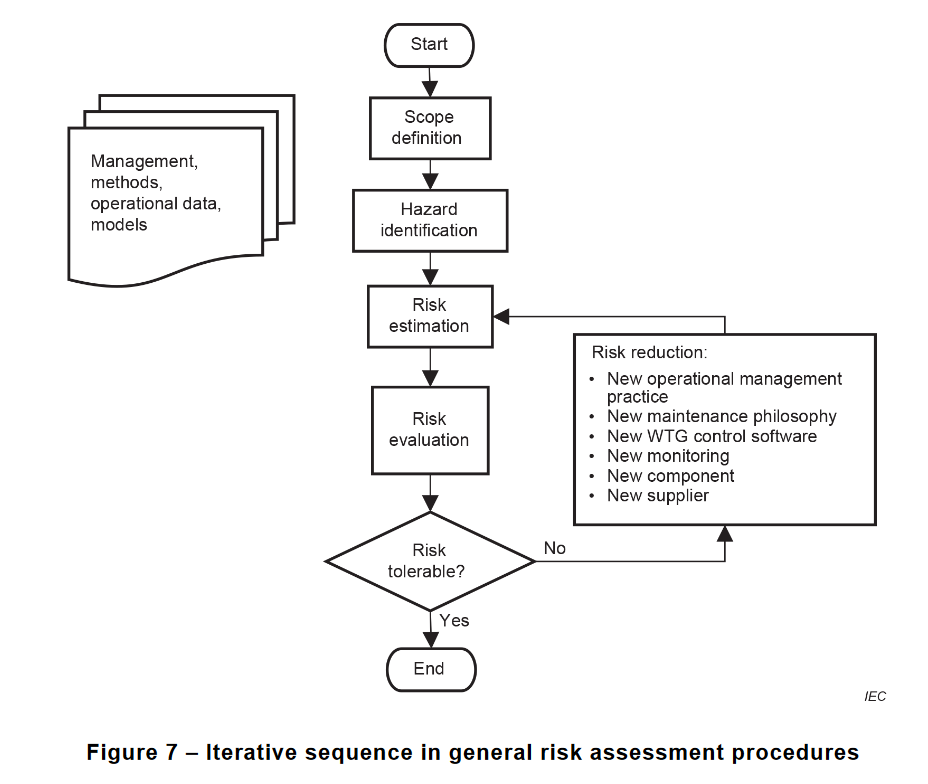 Start
Scope
definition
Management,
methods,
operational data,
models
Hazard
identification
Risk
estimation
Risk reduction:
• New operational management
practice
• New maintenance philosophy
• New WTG control software
• New monitoring
• New component
• New supplier
Risk
evaluation
Risk
tolerable?
No
Yes
End
IEC
Figure 7 – Iterative sequence in general risk assessment procedures